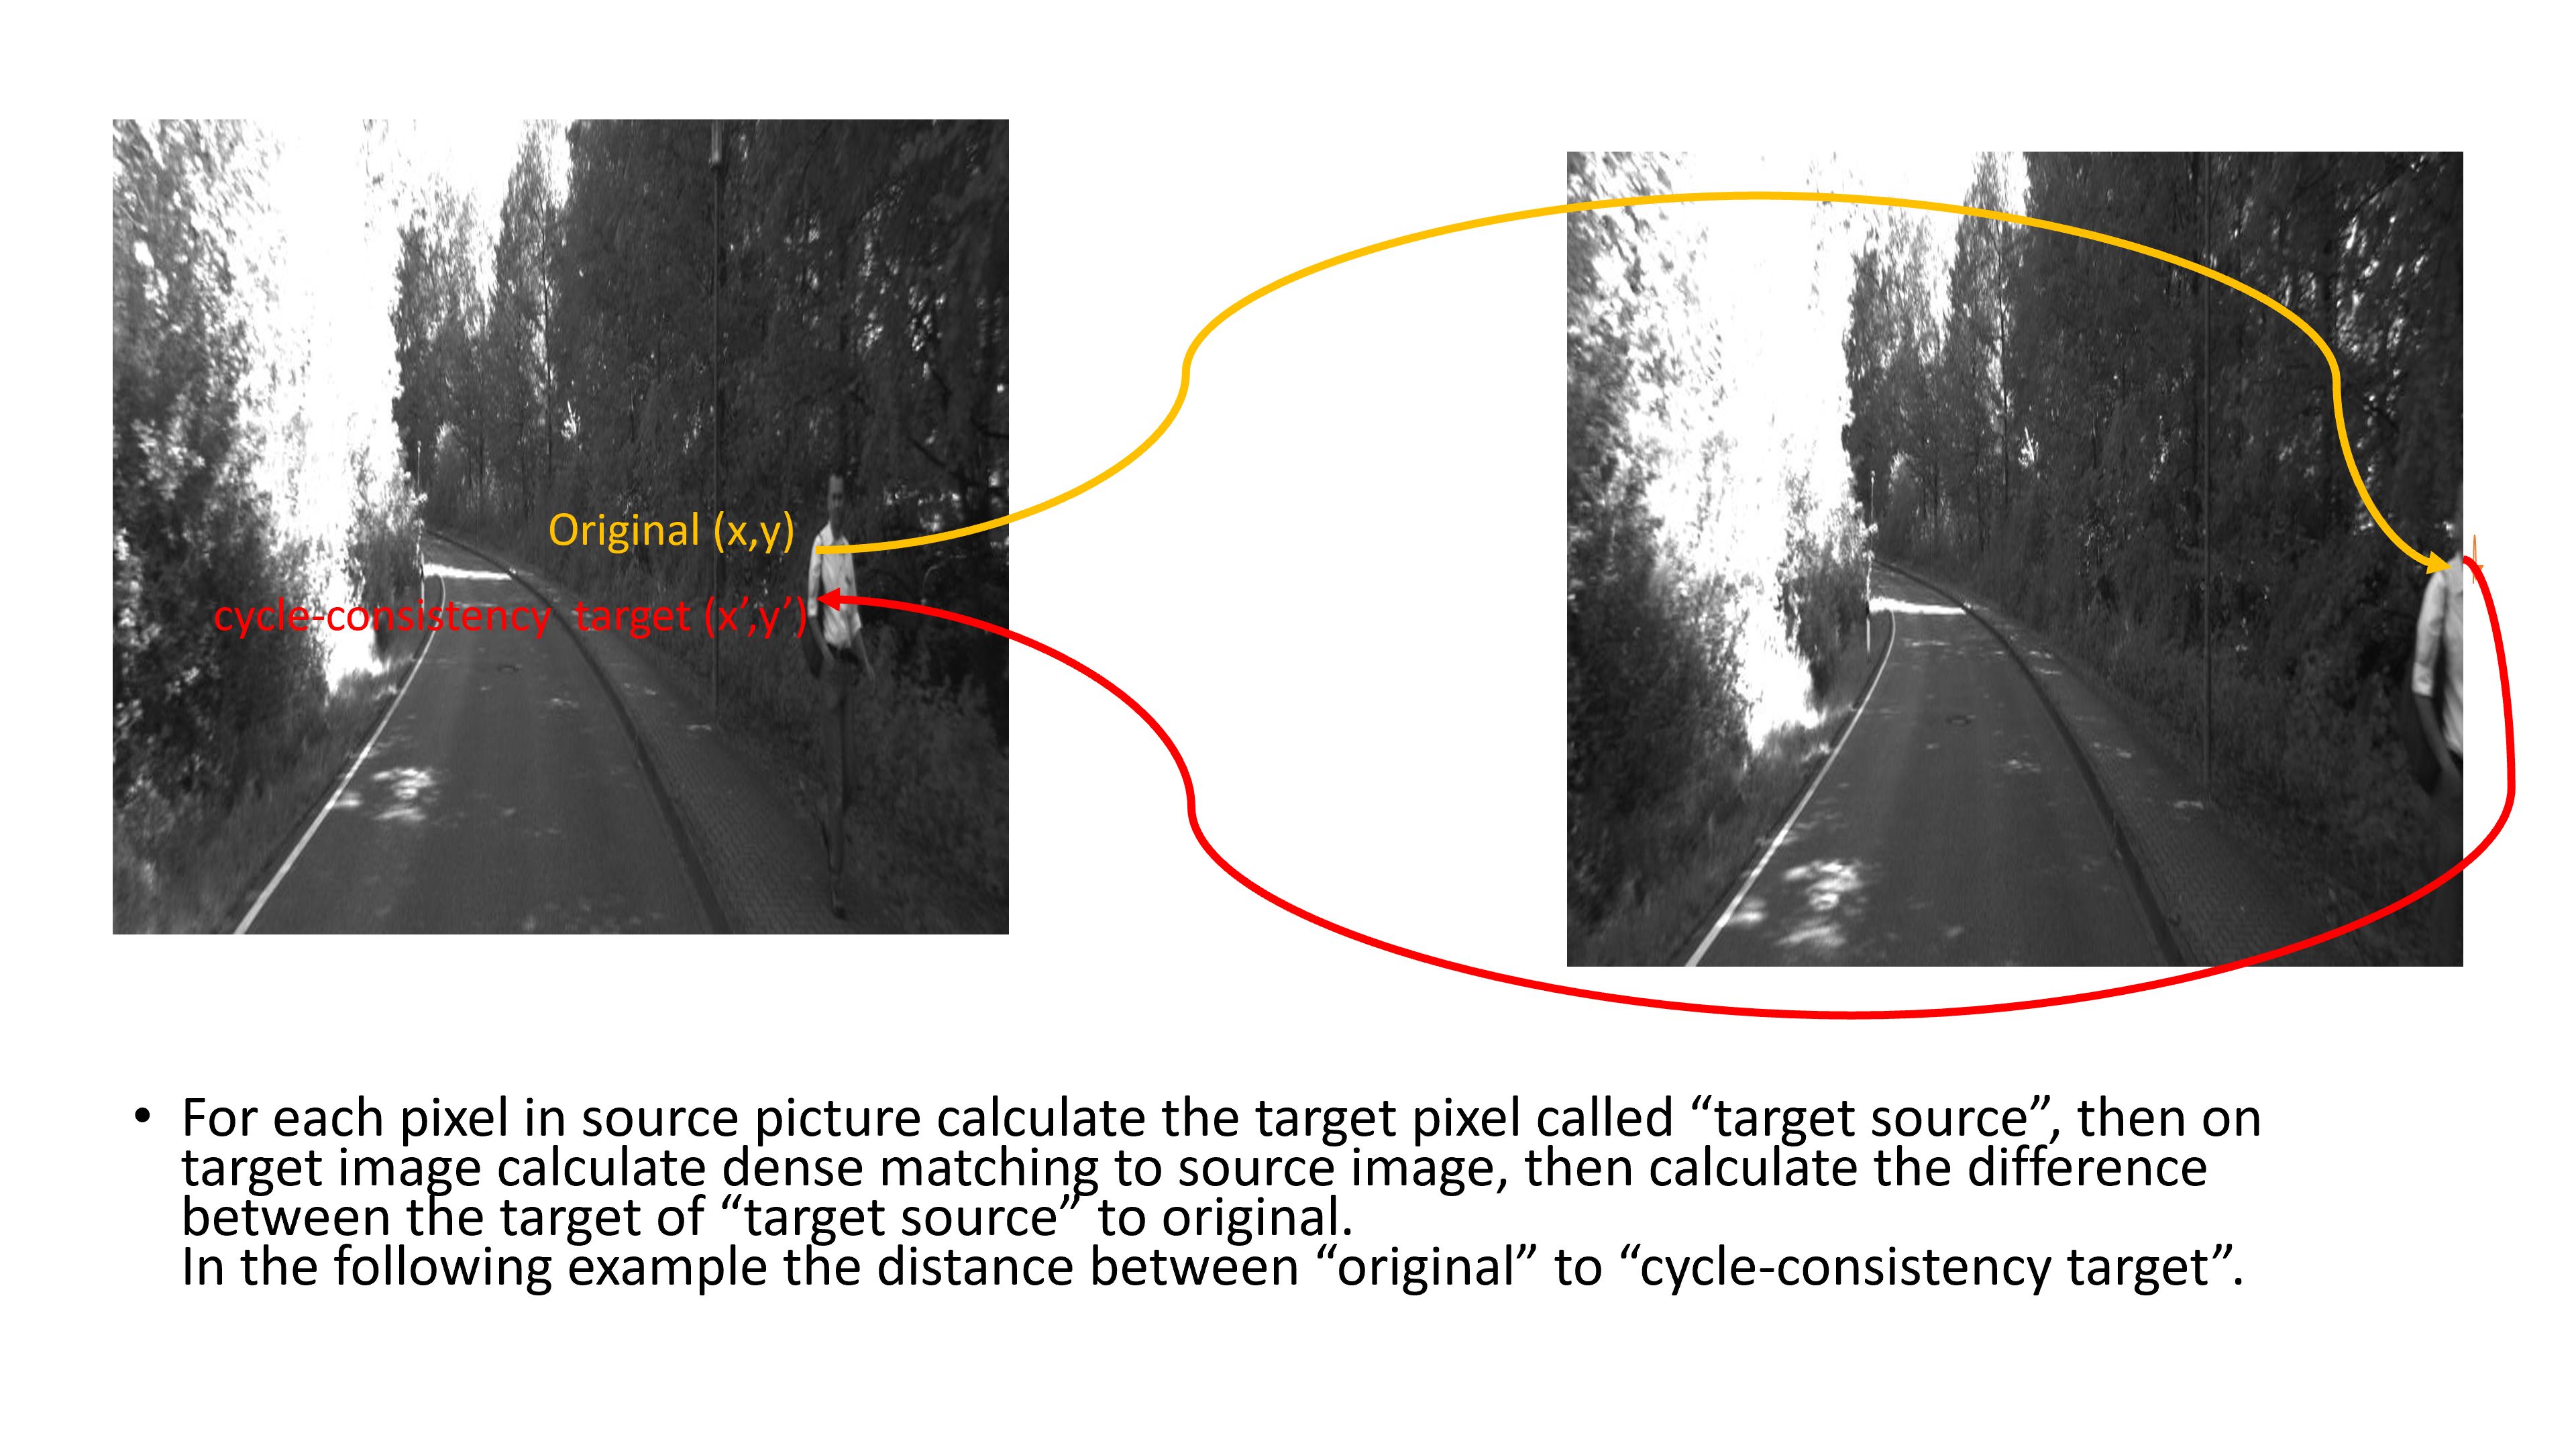 Original (x,y)
cycle-consistency  target (x’,y’)
• For each pixel in source picture calculate the target pixel called “target source”, then on
target image calculate dense matching to source image, then calculate the difference
between the target of “target source” to original.
In the following example the distance between “original” to “cycle-consistency target”.